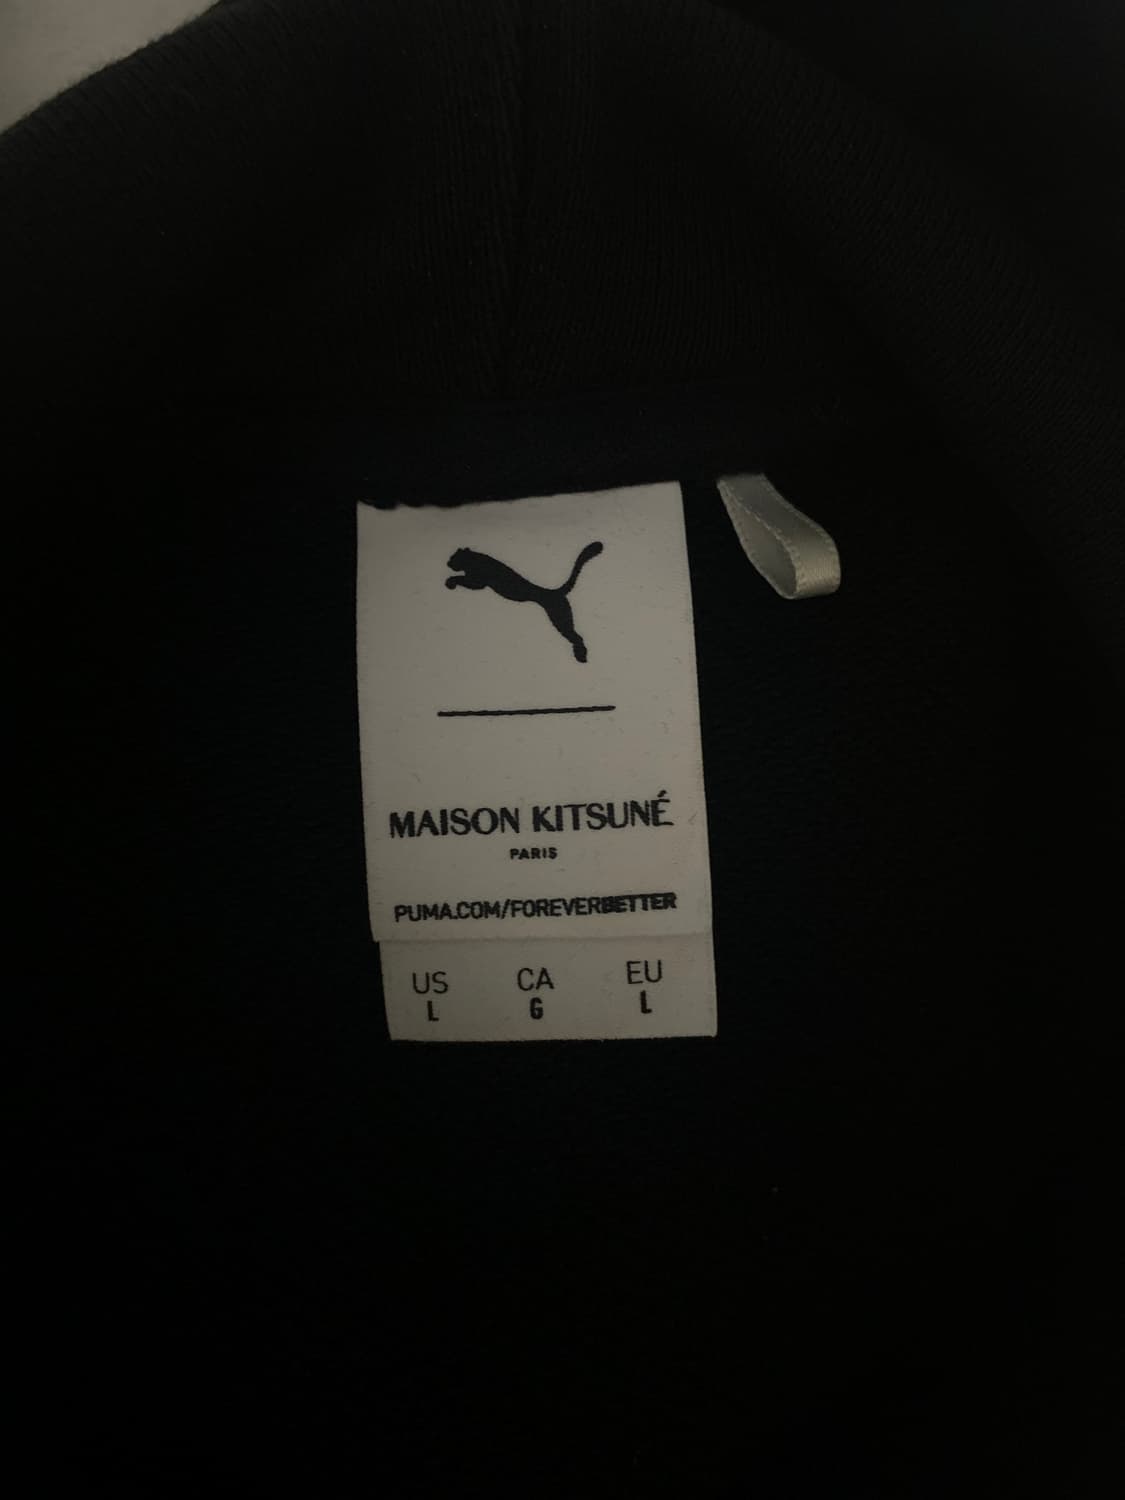 MAISON KITSUNÉ
PARIS
PUMA.COM/FOREVERBETTER
US CA EU
L G L